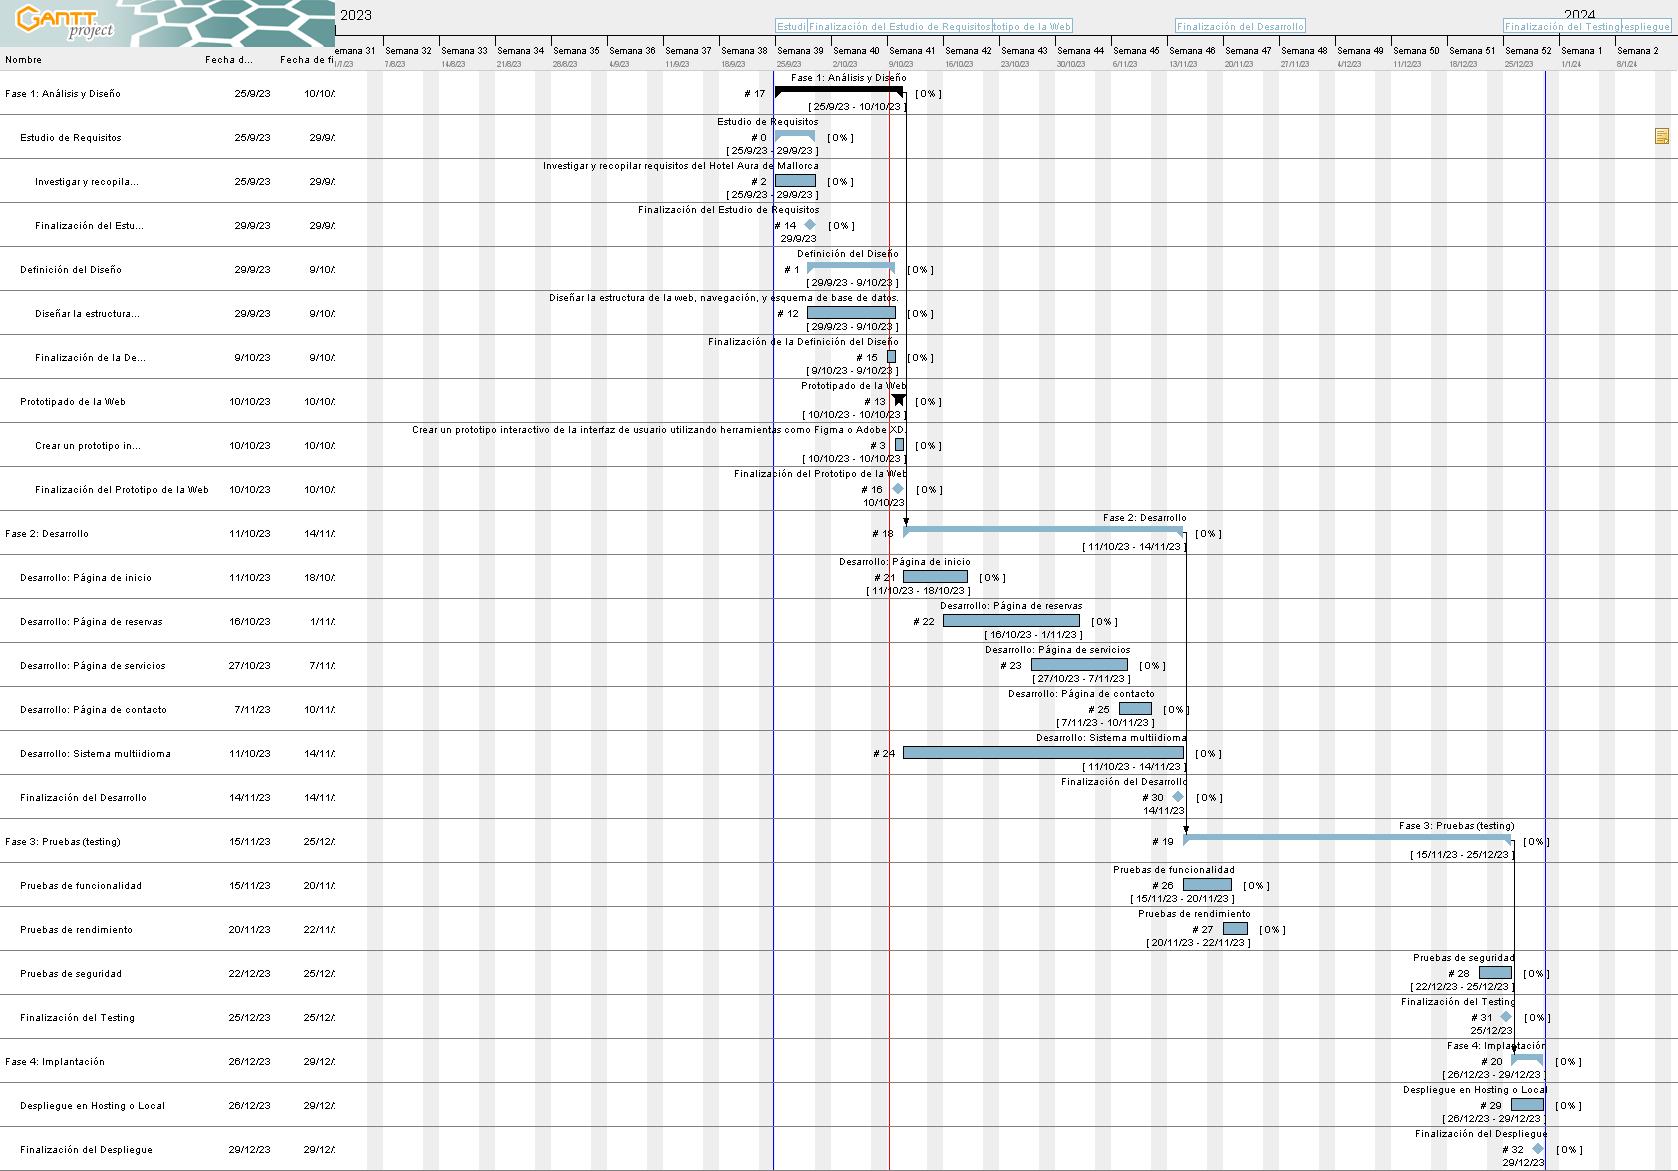 GANTT project
2023
2024
Estudi
Finalización del Estudio de Requisitos
totipo de la Web
Finalización del Desarrollo
Finalización del Testing
espliegue
emana 31 Semana 32 Semana 33 Semana 34 Semana 35 Semana 36 Semana 37 Semana 38 Semana 39 Semana 40 Semana 41 Semana 42 Semana 43 Semana 44 Semana 45 Semana 46 Semana 47 Semana 48 Semana 49 Semana 50 Semana 51 Semana 52 Semana 1 Semana 2
Nombre Fecha d... Fecha de fi
1/7/23 7/8/23 14/8/23 21/8/23 28/8/23 4/9/23 11/9/23 18/9/23 25/9/23 2/10/23 9/10/23 16/10/23 23/10/23 30/10/23 6/11/23 13/11/23 20/11/23 27/11/23 4/12/23 11/12/23 18/12/23 25/12/23 1/1/24 8/1/24
Fase 1: Análisis y Diseño
Fase 1: Análisis y Diseño 25/9/23 10/10/: # 17 [ 0% ]
[ 25/9/23 - 10/10/23 ]
Estudio de Requisitos
Estudio de Requisitos 25/9/23 29/9/: # 0 [ 0% ]
[ 25/9/23 - 29/9/23 ]
Investigar y recopilar requisitos del Hotel Aura de Mallorca
Investigar y recopila... 25/9/23 29/9/: # 2 [ 0% ]
[ 25/9/23 - 29/9/23 ]
Finalización del Estudio de Requisitos
Finalización del Estu... 29/9/23 29/9/: # 14 [ 0% ]
29/9/23
Definición del Diseño
Definición del Diseño 29/9/23 9/10/: # 1 [ 0% ]
[ 29/9/23 - 9/10/23 ]
Diseñar la estructura de la web, navegación, y esquema de base de datos.
Diseñar la estructura... 29/9/23 9/10/: # 12 [ 0% ]
[ 29/9/23 - 9/10/23 ]
Finalización de la Definición del Diseño
Finalización de la De... 9/10/23 9/10/: # 15 [ 0% ]
[ 9/10/23 - 9/10/23 ]
Prototipado de la Web
Prototipado de la Web 10/10/23 10/10/: # 13 [ 0% ]
[ 10/10/23 - 10/10/23 ]
Crear un prototipo interactivo de la interfaz de usuario utilizando herramientas como Figma o Adobe XD.
Crear un prototipo in... 10/10/23 10/10/: # 3 [ 0% ]
[ 10/10/23 - 10/10/23 ]
Finalización del Prototipo de la Web
Finalización del Prototipo de la Web 10/10/23 10/10/: # 16 [ 0% ]
10/10/23
Fase 2: Desarrollo
Fase 2: Desarrollo 11/10/23 14/11/: # 18 [ 0% ]
[ 11/10/23 - 14/11/23 ]
Desarrollo: Página de inicio
Desarrollo: Página de inicio 11/10/23 18/10/: # 21 [ 0% ]
[ 11/10/23 - 18/10/23 ]
Desarrollo: Página de reservas
Desarrollo: Página de reservas 16/10/23 1/11/: # 22 [ 0% ]
[ 16/10/23 - 1/11/23 ]
Desarrollo: Página de servicios
Desarrollo: Página de servicios 27/10/23 7/11/: # 23 [ 0% ]
[ 27/10/23 - 7/11/23 ]
Desarrollo: Página de contacto
Desarrollo: Página de contacto 7/11/23 10/11/: # 25 [ 0% ]
[ 7/11/23 - 10/11/23 ]
Desarrollo: Sistema multiidioma
Desarrollo: Sistema multiidioma 11/10/23 14/11/: # 24 [ 0% ]
[ 11/10/23 - 14/11/23 ]
Finalización del Desarrollo
Finalización del Desarrollo 14/11/23 14/11/: # 30 [ 0% ]
14/11/23
Fase 3: Pruebas (testing)
Fase 3: Pruebas (testing) 15/11/23 25/12/: # 19 [ 0% ]
[ 15/11/23 - 25/12/23 ]
Pruebas de funcionalidad
Pruebas de funcionalidad 15/11/23 20/11/: # 26 [ 0% ]
[ 15/11/23 - 20/11/23 ]
Pruebas de rendimiento
Pruebas de rendimiento 20/11/23 22/11/: # 27 [ 0% ]
[ 20/11/23 - 22/11/23 ]
Pruebas de seguridad
Pruebas de seguridad 22/12/23 25/12/: # 28 [ 0% ]
[ 22/12/23 - 25/12/23 ]
Finalización del Testing
Finalización del Testing 25/12/23 25/12/: # 31 [ 0% ]
25/12/23
Fase 4: Implantación
Fase 4: Implantación 26/12/23 29/12/: # 20 [ 0% ]
[ 26/12/23 - 29/12/23 ]
Despliegue en Hosting o Local
Despliegue en Hosting o Local 26/12/23 29/12/: # 29 [ 0% ]
[ 26/12/23 - 29/12/23 ]
Finalización del Despliegue
Finalización del Despliegue 29/12/23 29/12/: # 32 [ 0% ]
29/12/23